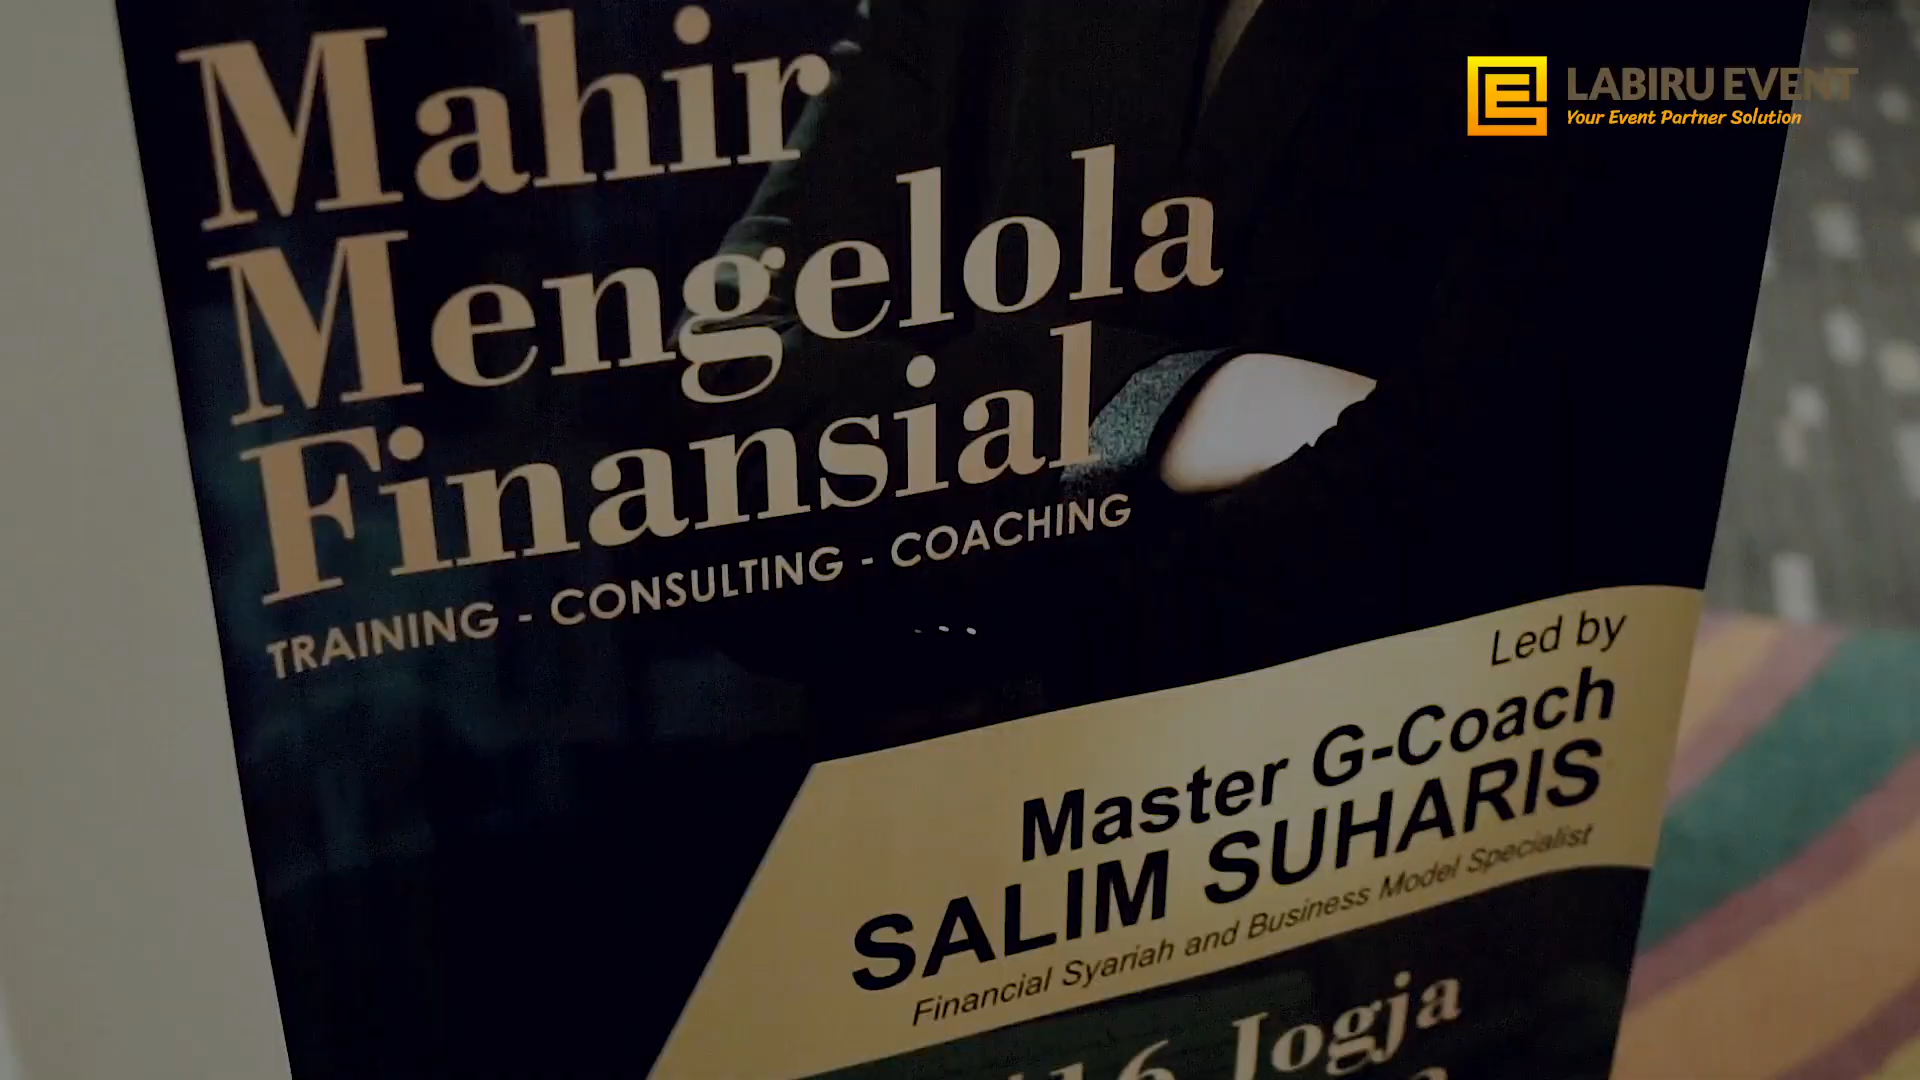 LABIRU EVENT
Your Event Partner Solution
Mahir
Mengelola
Finansial
TRAINING - CONSULTING - COACHING
Led by
Master G-Coach
SALIM SUHARIS
Financial Syariah and Business Model Specialist
Jogja